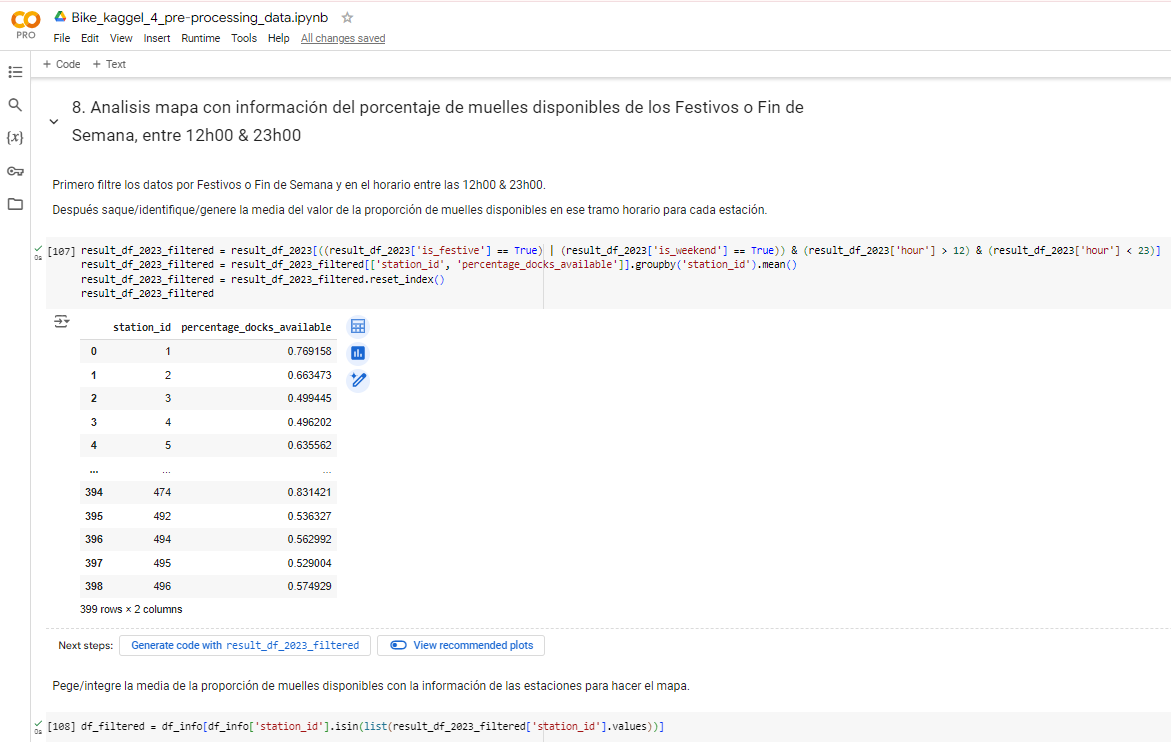 CO
PRO
Bike_kaggel_4_pre-processing_data.ipynb
File Edit View Insert Runtime Tools Help All changes saved
+ Code + Text
8. Analisis mapa con información del porcentaje de muelles disponibles de los Festivos o Fin de
Semana, entre 12h00 & 23h00
{x}
Primero filtre los datos por Festivos o Fin de Semana y en el horario entre las 12h00 & 23h00.
Después saque/identifique/genere la media del valor de la proporción de muelles disponibles en ese tramo horario para cada estación.
[107] result_df_2023_filtered = result_df_2023[((result_df_2023['is_festive'] == True) | (result_df_2023['is_weekend'] == True)) & (result_df_2023['hour'] > 12) & (result_df_2023['hour'] < 23)]
0s
result_df_2023_filtered = result_df_2023_filtered[['station_id', 'percentage_docks_available']].groupby('station_id').mean()
result_df_2023_filtered = result_df_2023_filtered.reset_index()
result_df_2023_filtered
station_id percentage_docks_available
0 1 0.769158
1 2 0.663473
2 3 0.499445
3 4 0.496202
4 5 0.635562
... ... ...
394 474 0.831421
395 492 0.536327
396 494 0.562992
397 495 0.529004
398 496 0.574929
399 rows × 2 columns
Next steps: Generate code with result_df_2023_filtered View recommended plots
Pege/integre la media de la proporción de muelles disponibles con la información de las estaciones para hacer el mapa.
[108] df_filtered = df_info[df_info['station_id'].isin(list(result_df_2023_filtered['station_id'].values))]
0s